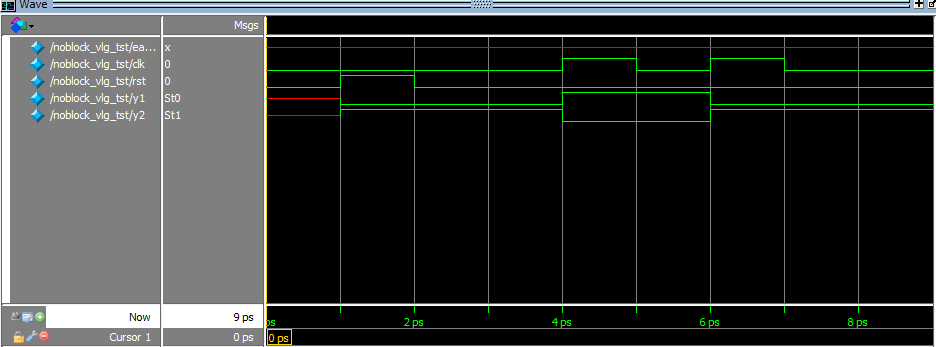 Wave
Msgs
/noblock_vlg_tst/ea... x
/noblock_vlg_tst/clk 0
/noblock_vlg_tst/rst 0
/noblock_vlg_tst/y1 St0
/noblock_vlg_tst/y2 St1
Now 9 ps ps 2 ps 4 ps 6 ps 8 ps
Cursor 1 0 ps 0 ps